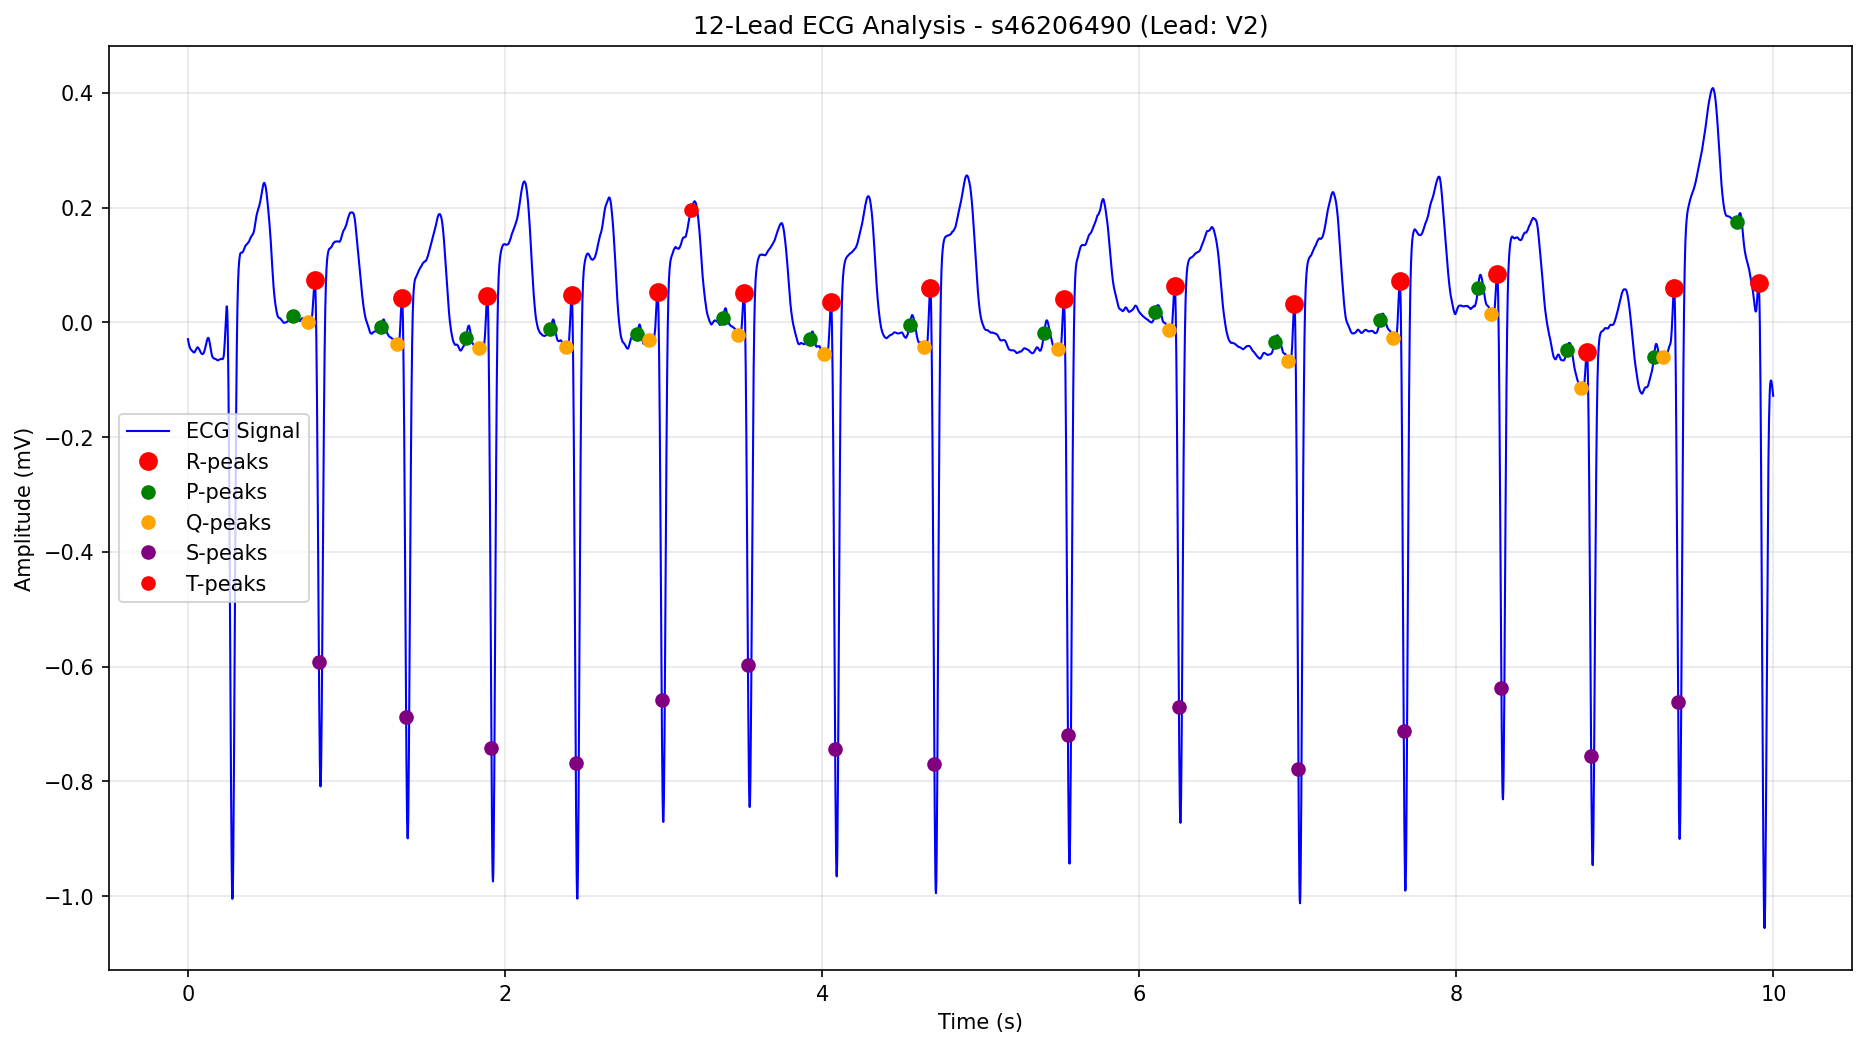 12-Lead ECG Analysis - s46206490 (Lead: V2)
0.4
0.2
0.0
−0.2
−0.4
−0.6
−0.8
−1.0
Amplitude (mV)
ECG Signal
R-peaks
P-peaks
Q-peaks
S-peaks
T-peaks
0 2 4 6 8 10
Time (s)